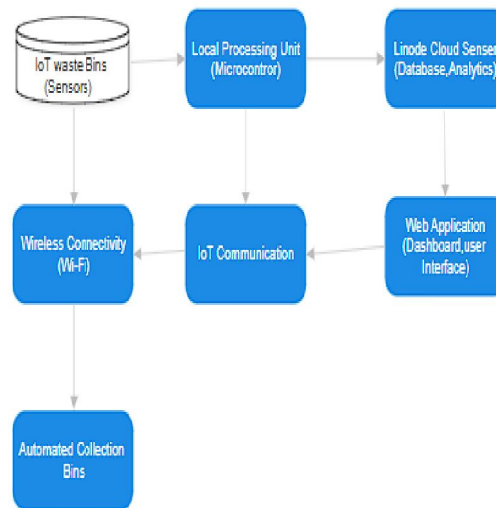 IoT waste Bins
(Sensors)
Local Processing Unit
(Microcontror)
Linode Cloud Senser
(Database,Analytics)
Wireless Connectivity
(Wi-Fi)
IoT Communication
Web Application
(Dashboard,user
Interface)
Automated Collection
Bins